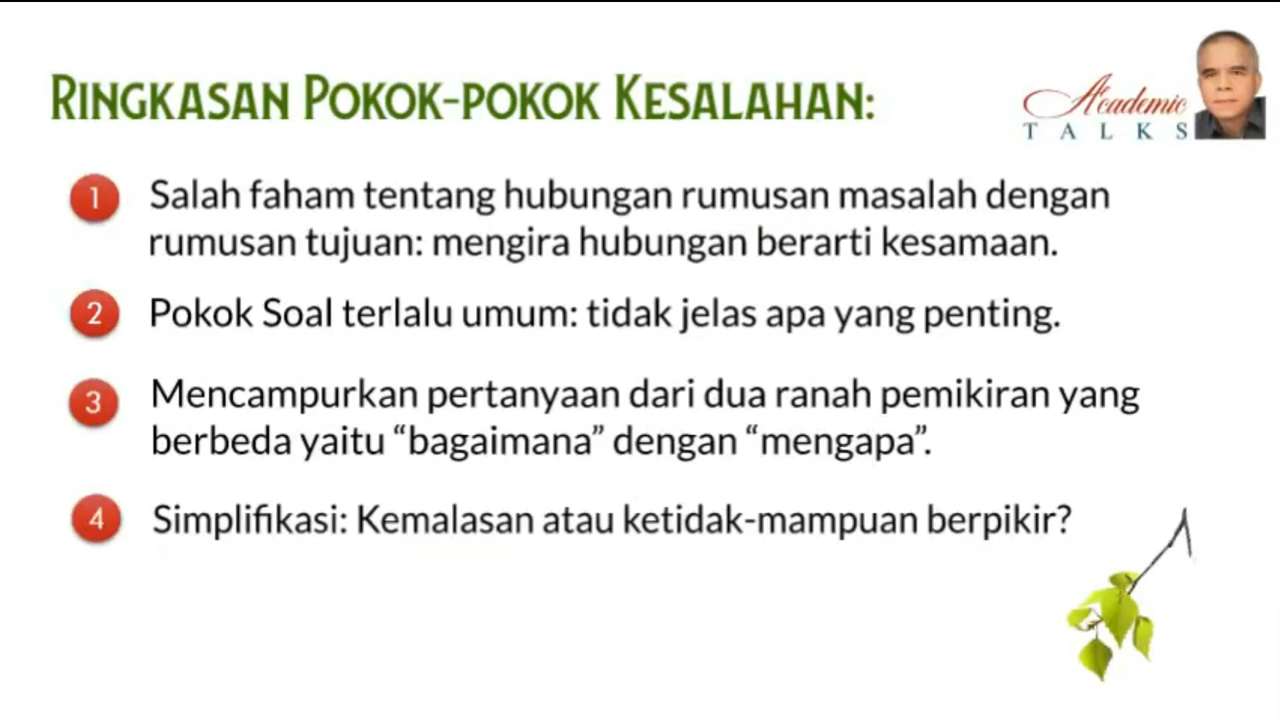 RINGKASAN POKOK-POKOK KESALAHAN:
Academic
TALKS
1 Salah faham tentang hubungan rumusan masalah dengan
rumusan tujuan: mengira hubungan berarti kesamaan.
2 Pokok Soal terlalu umum: tidak jelas apa yang penting.
3 Mencampurkan pertanyaan dari dua ranah pemikiran yang
berbeda yaitu “bagaimana” dengan “mengapa”.
4 Simplifikasi: Kemalasan atau ketidak-mampuan berpikir?